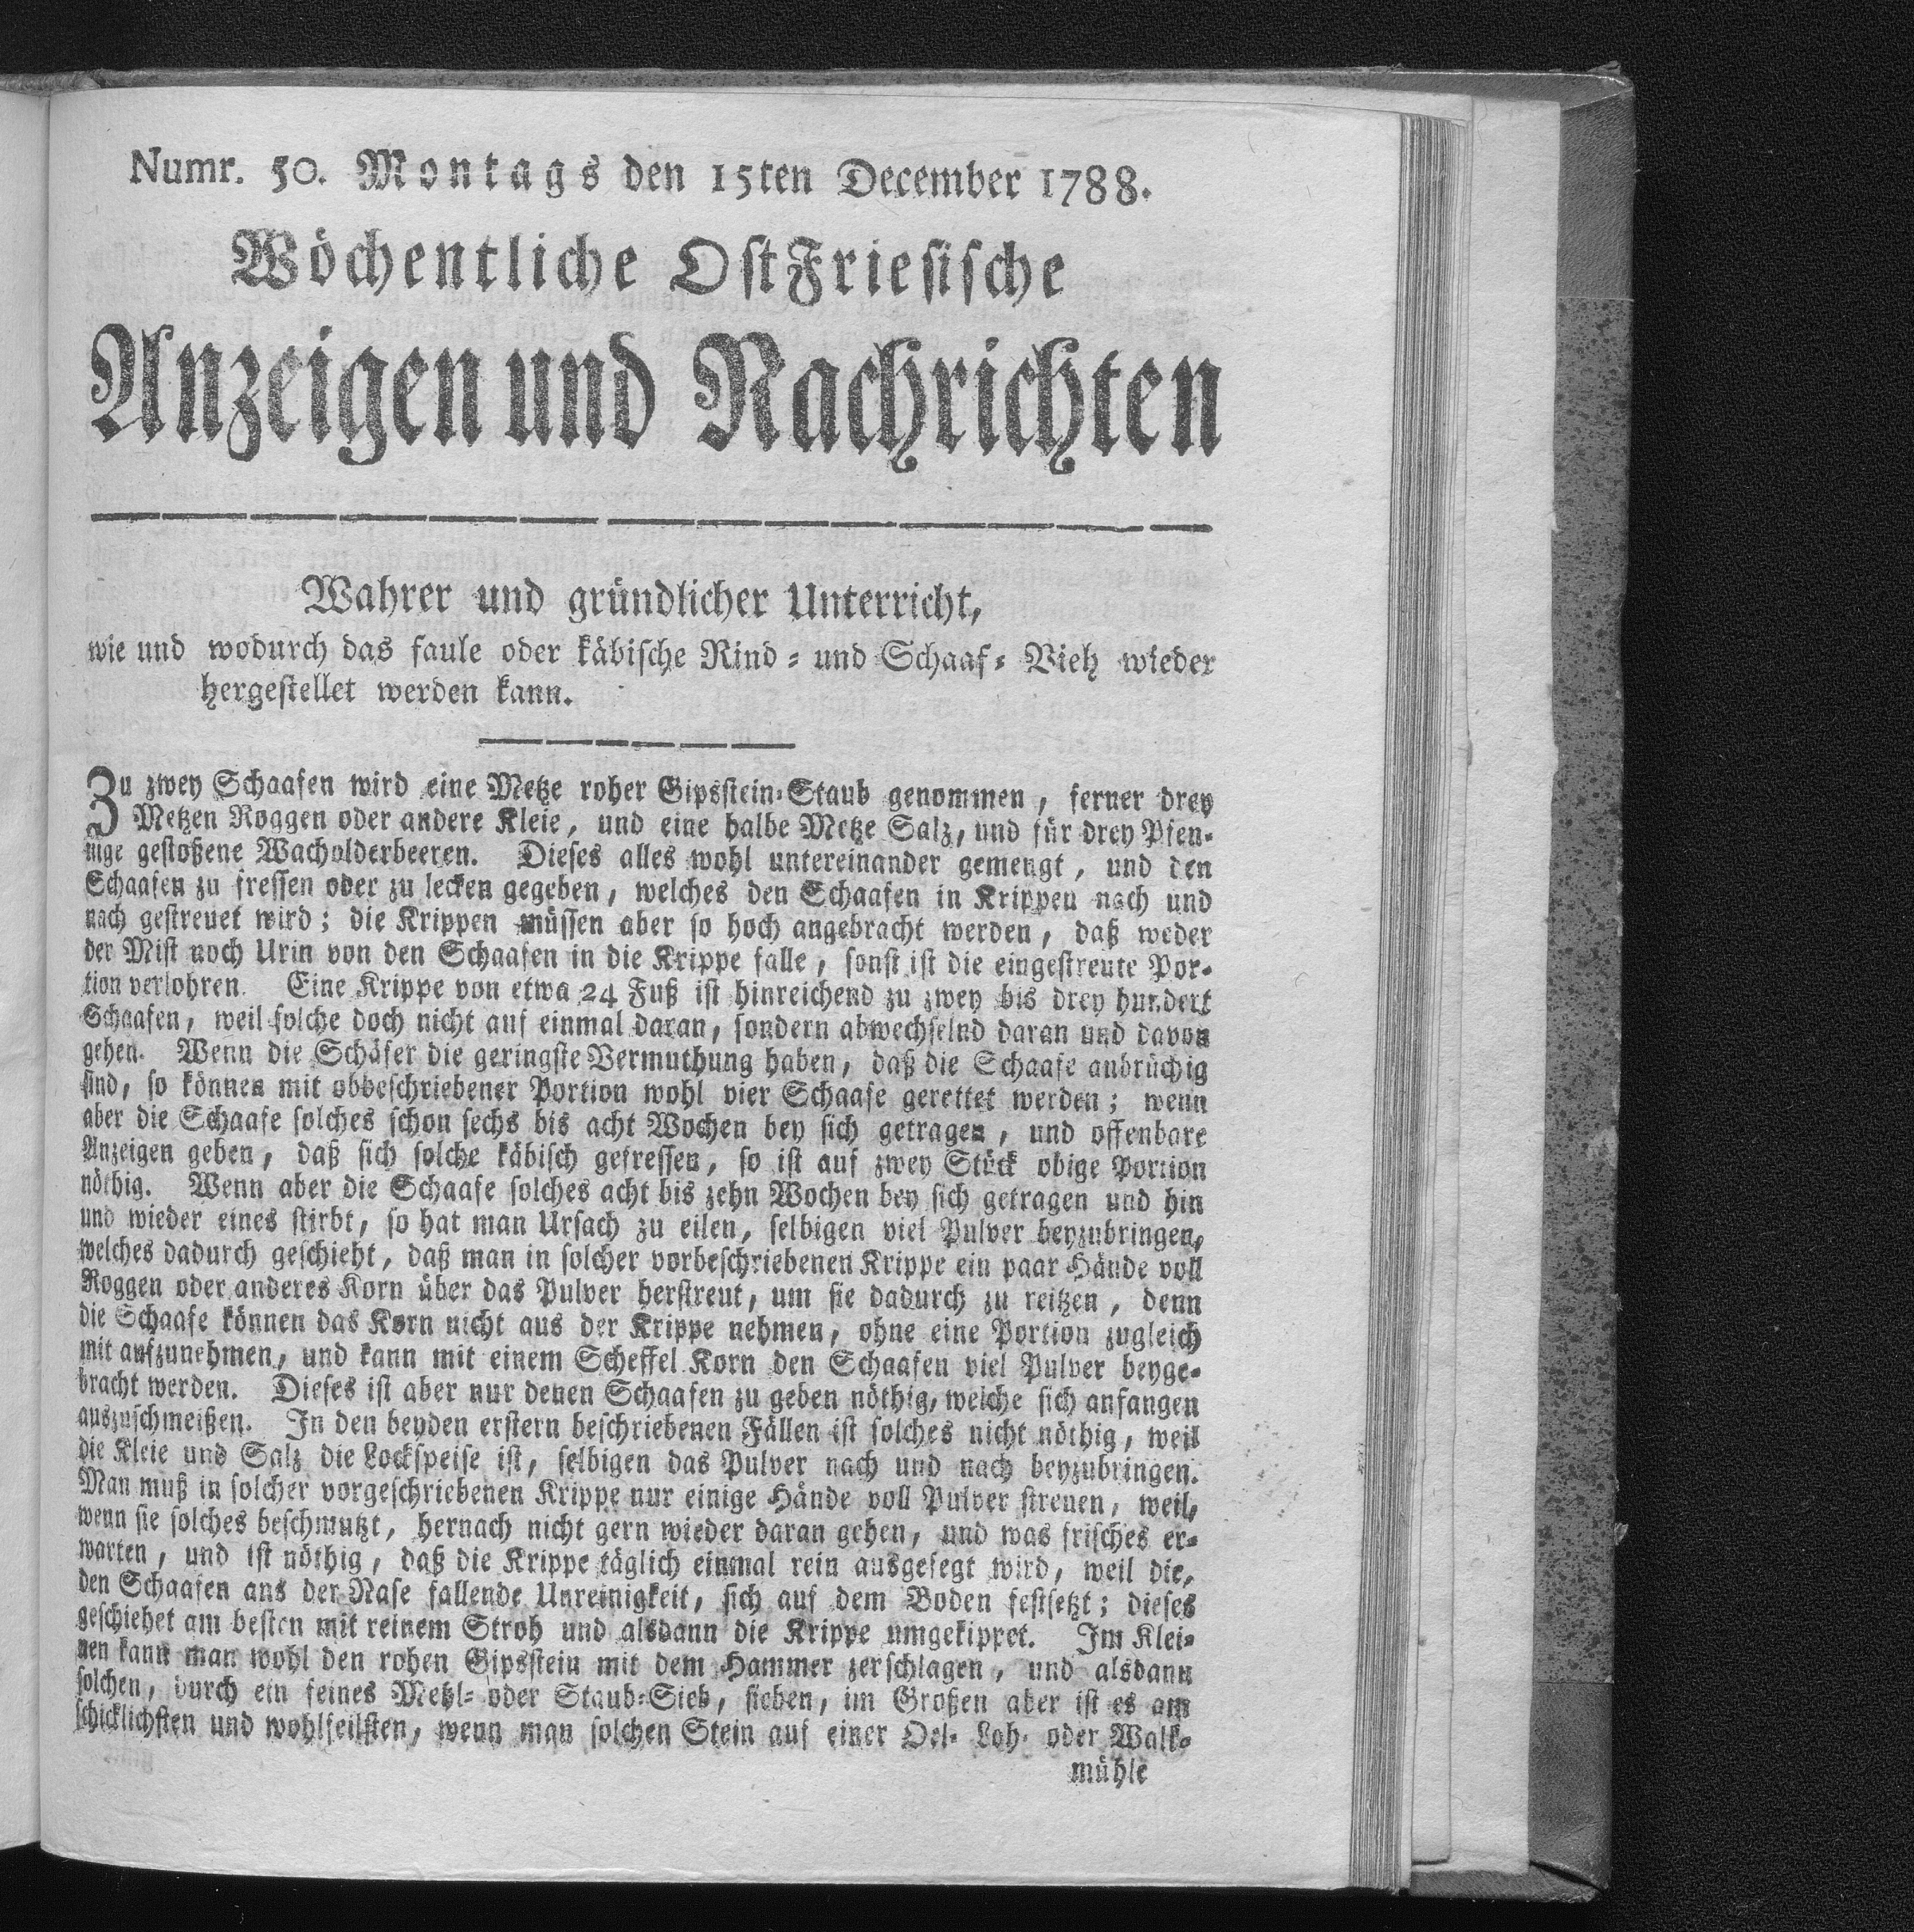 Numr. 50. Montags den 15ten December 1788.
Wöchentliche OstFriesische
Anzeigen und Nachrichten
Wahrer und gründlicher Unterricht,
wie und wodurch das faule oder käbische Rind- und Schaaf- Vieh wieder
hergestellet werden kann.
Zu zwey Schaafen wird eine Metze roher Gipsstein-Staub genommen, ferner drey
Metzen Roggen oder andere Kleie, und eine halbe Metze Salz, und für drey Pfen-
nige gestoßene Wacholderbeeren. Dieses alles wohl untereinander gemengt, und den
Schaafen zu fressen oder zu lecken gegeben, welches den Schaafen in Krippen nach und
nach gestreuet wird; die Krippen müssen aber so hoch angebracht werden, daß weder
der Mist noch Urin von den Schaafen in die Krippe falle, sonst ist die eingestreute Por-
tion verlohren. Eine Krippe von etwa 24 Fuß ist hinreichend zu zwey bis drey hundert
Schaafen, weil solche doch nicht auf einmal daran, sondern abwechselnd daran und davon
gehen. Wenn die Schäfer die geringste Vermuthung haben, daß die Schaafe anbrüchig
sind, so können mit obbeschriebener Portion wohl vier Schaafe gerettet werden; wenn
aber die Schaafe solches schon sechs bis acht Wochen bey sich getragen, und offenbare
Anzeigen geben, daß sich solche käbisch gefressen, so ist auf zwey Stück obige Portion
nöthig. Wenn aber die Schaafe solches acht bis zehn Wochen bey sich getragen und hin
und wieder eines stirbt, so hat man Ursach zu eilen, selbigen viel Pulver beyzubringen,
welches dadurch geschieht, daß man in solcher vorbeschriebenen Krippe ein paar Hände voll
Roggen oder anderes Korn über das Pulver herstreut, um sie dadurch zu reitzen, denn
die Schaafe können das Korn nicht aus der Krippe nehmen, ohne eine Portion zugleich
mit aufzunehmen, und kann mit einem Scheffel Korn den Schaafen viel Pulver beyge-
bracht werden. Dieses ist aber nur denen Schaafen zu geben nöthig, welche sich anfangen
auszuschmeißen. In den beyden erstern beschriebenen Fällen ist solches nicht nöthig, weil
die Kleie und Salz die Lockspeise ist, selbigen das Pulver nach und nach beyzubringen.
Man muß in solcher vorgeschriebenen Krippe nur einige Hände voll Pulver streuen, weil,
wenn sie solches beschmutzt, hernach nicht gern wieder daran gehen, und was frisches er-
warten, und ist nöthig, daß die Krippe täglich einmal rein ausgefegt wird, weil die,
den Schaafen aus der Nase fallende Unreinigkeit, sich auf dem Boden festsetzt; dieses
geschiehet am besten mit reinem Stroh und alsdann die Krippe umgekippet. Im Klei-
nen kann man wohl den rohen Gipsstein mit dem Hammer zerschlagen, und alsdann
solchen, durch ein feines Mehl- oder Staub-Sieb, sieben, im Großen aber ist es am
schicklichsten und wohlfeilsten, wenn man solchen Stein auf einer Oel- Loh- oder Walk-
mühle